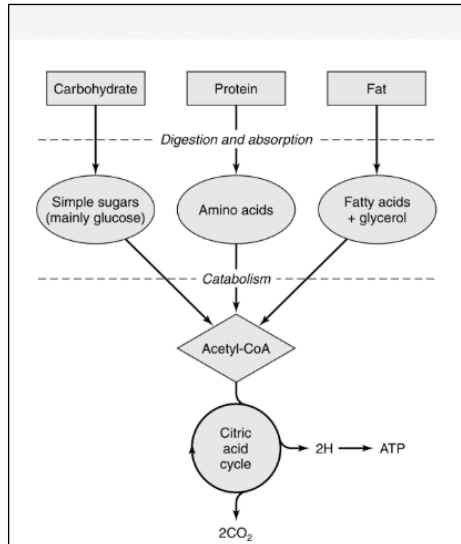 Carbohydrate
Protein
Fat
Digestion and absorption
Simple sugars
(mainly glucose)
Amino acids
Fatty acids
+ glycerol
Catabolism
Acetyl-CoA
Citric
acid
cycle
2H
ATP
2CO₂